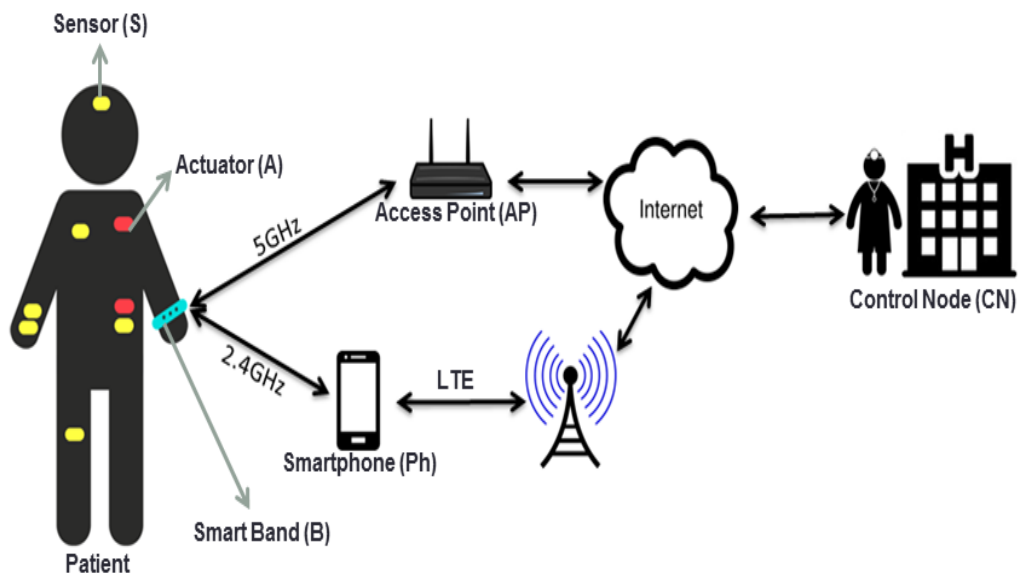 Sensor (S)
Actuator (A)
5GHz
Access Point (AP)
Internet
H
Control Node (CN)
2.4GHz
LTE
Smartphone (Ph)
Smart Band (B)
Patient